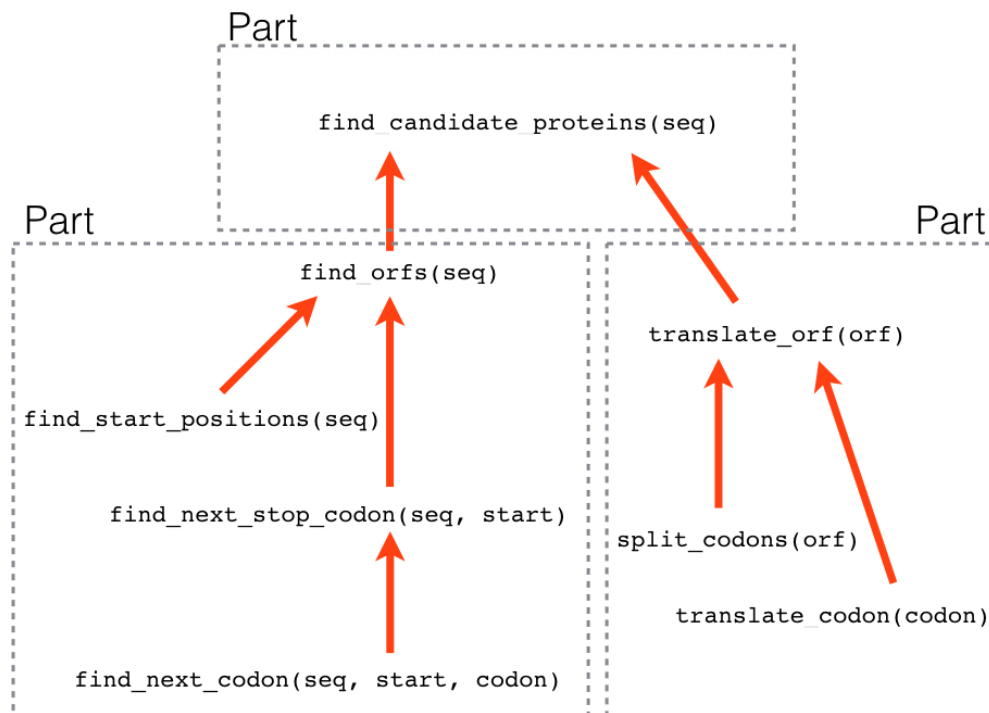 Part
find_candidate_proteins(seq)
Part
Part
find_orfs(seq)
translate_orf(orf)
find_start_positions(seq)
find_next_stop_codon(seq, start)
split_codons(orf)
translate_codon(codon)
find_next_codon(seq, start, codon)